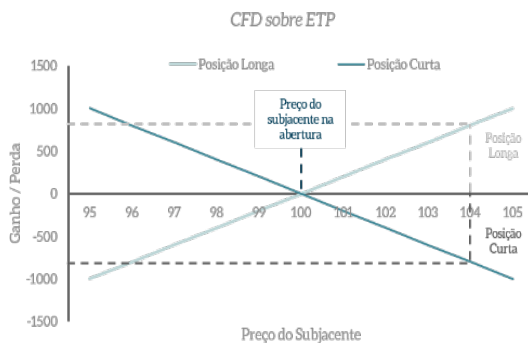 CFD sobre ETP
Posição Longa
Posição Curta
Preço do
subjacente na
abertura
1500
1000
500
0
-500
-1000
-1500
Ganho / Perda
95 96 97 98 99 100 101 102 103 104 105
Posição
Longa
Posição
Curta
Preço do Subjacente